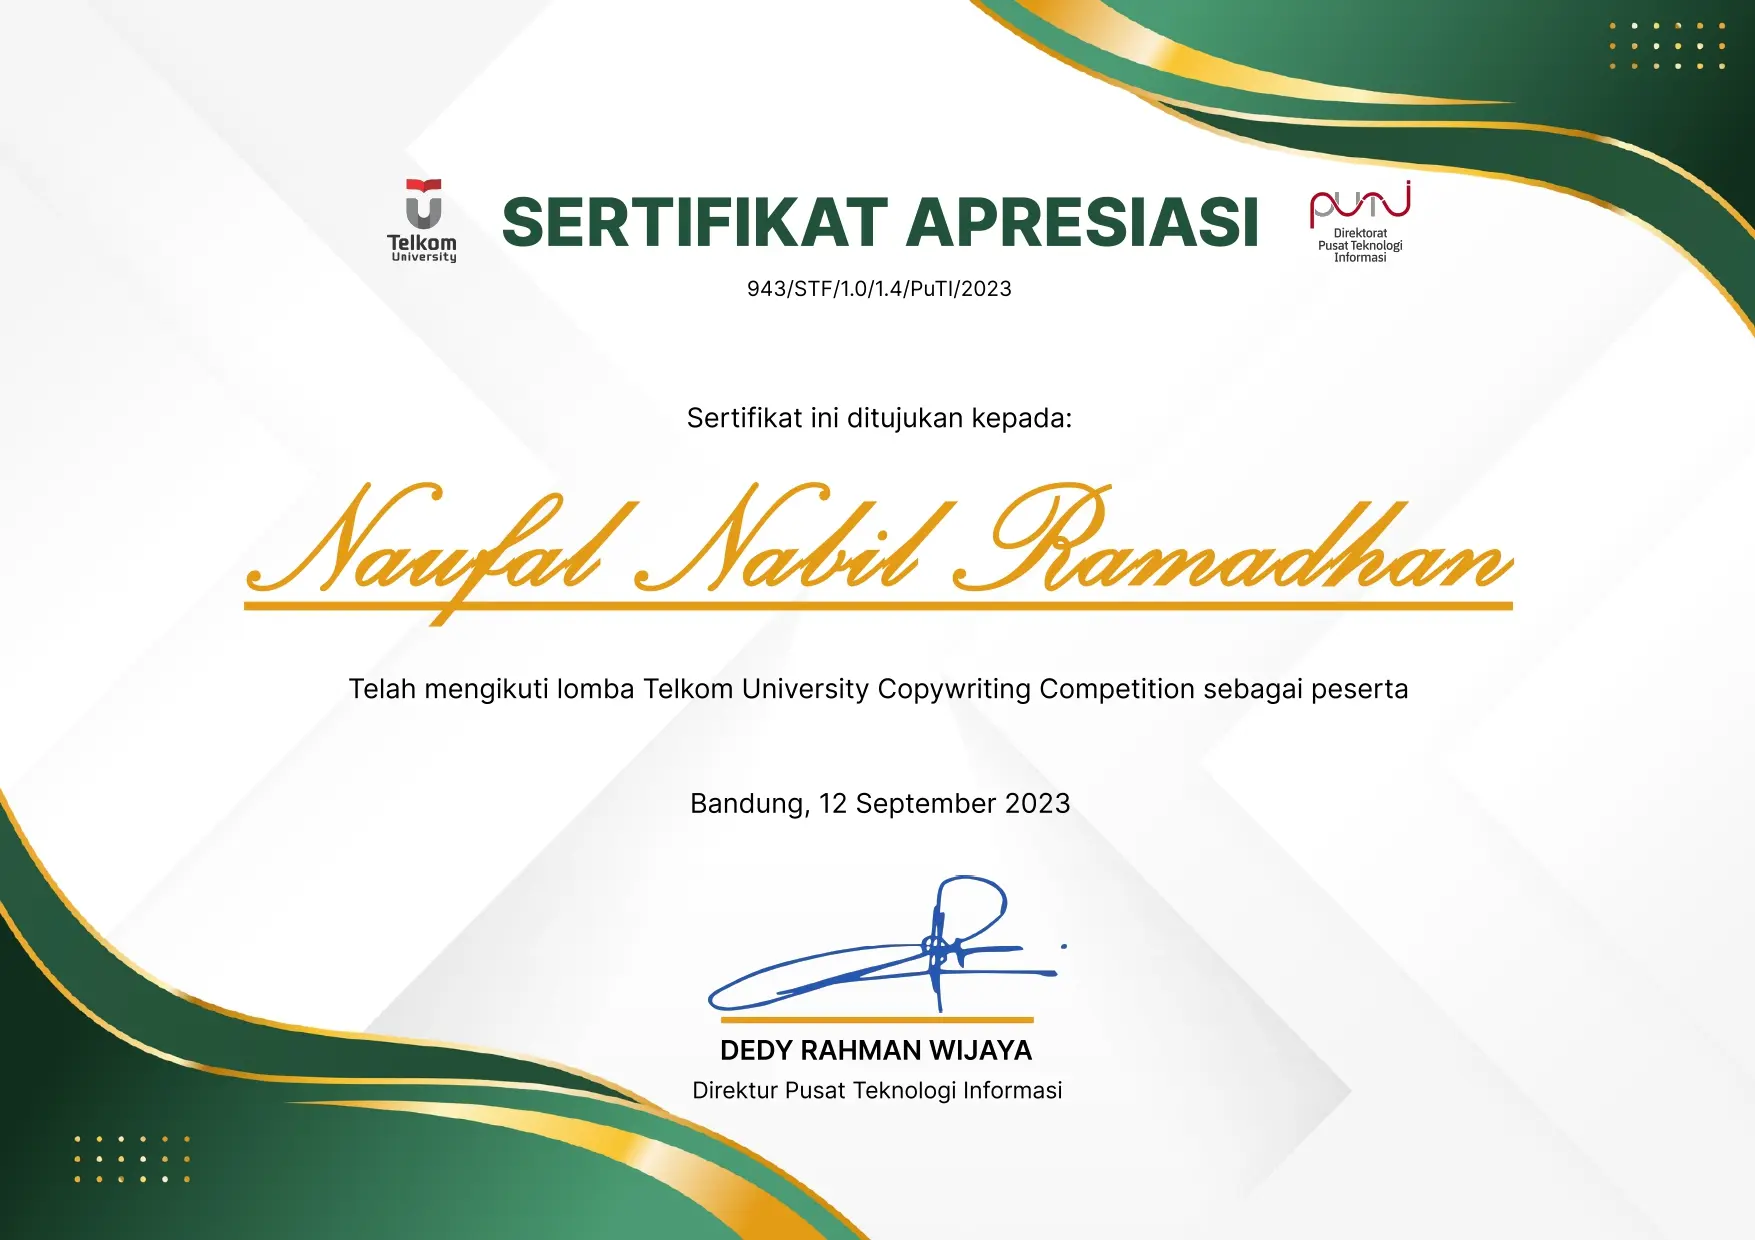 Telkom
University
SERTIFIKAT APRESIASI
puti
Direktorat
Pusat Teknologi
Informasi
943/STF/1.0/1.4/PuTI/2023
Sertifikat ini ditujukan kepada:
Naufal Nabil Ramadhan
Telah mengikuti lomba Telkom University Copywriting Competition sebagai peserta
Bandung, 12 September 2023
DEDY RAHMAN WIJAYA
Direktur Pusat Teknologi Informasi